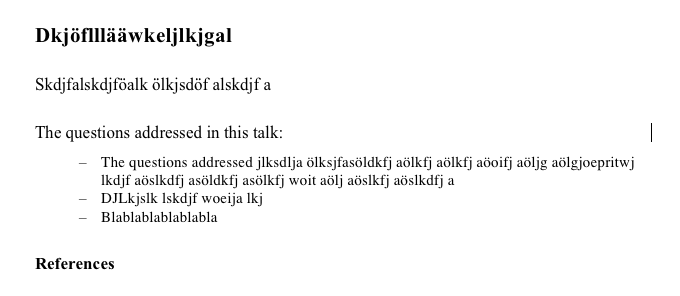 Dkjöflllääwkeljlkjgal
Skdjfalskdjföalk ölkjsdöf alskdjf a
The questions addressed in this talk:
– The questions addressed jlksdlja ölksjfasöldkfj aölkfj aölkfj aöoifj aöljg aölgjoepritwj
lkdjf aöslkdfj asöldkfj asölkfj woit aölj aöslkfj aöslkdfj a
– DJLkjslk lskdjf woeija lkj
– Blablablablablabla
References